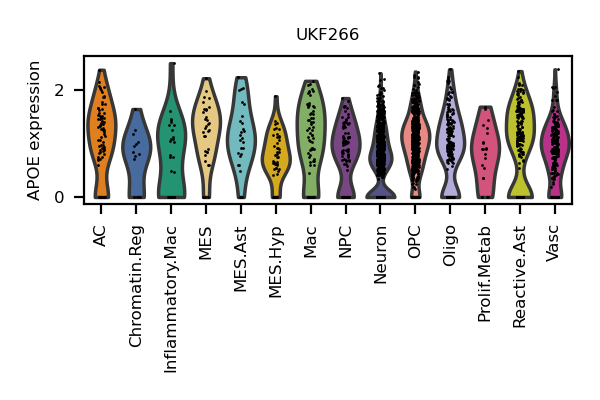 UKF266
APOE expression
2
0
AC
Chromatin.Reg
Inflammatory.Mac
MES
MES.Ast
MES.Hyp
Mac
NPC
Neuron
OPC
Oligo
Prolif.Metab
Reactive.Ast
Vasc